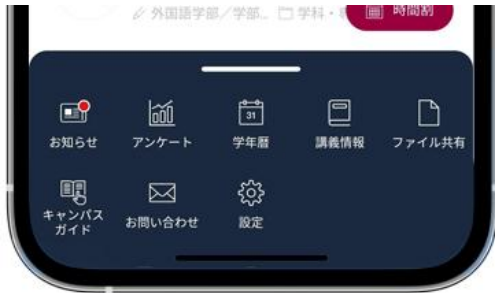 外国語学部／学部_ 学科・専
時間割
31
お知らせ
アンケート
学年暦
講義情報
ファイル共有
キャンパス
ガイド
お問い合わせ
設定